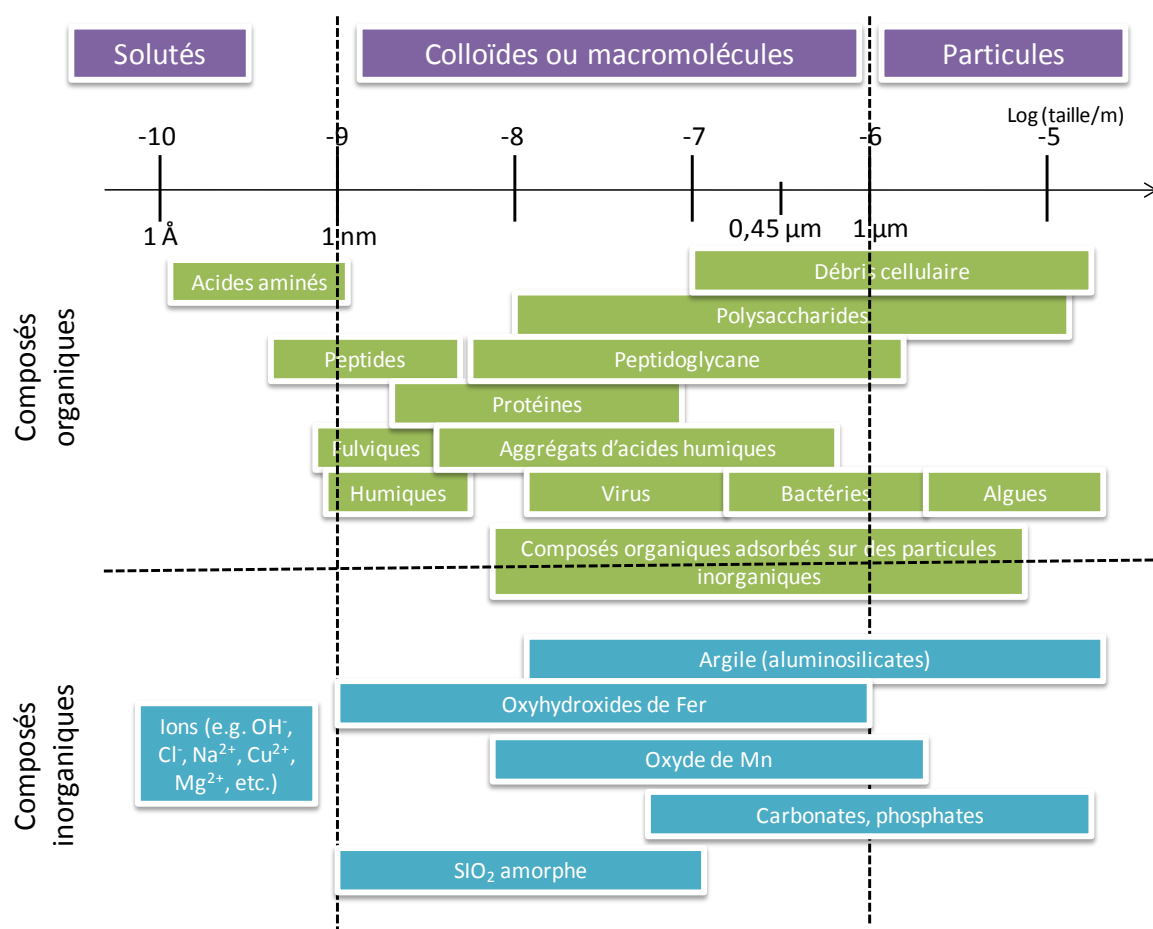 Solutés
Colloïdes ou macromolécules
Particules
Log (taille/m)
-10
-9
-8
-7
-6
-5
1 Å
1 nm
0,45 µm
1 µm
Composés
organiques
Acides aminés
Débris cellulaire
Polysaccharides
Peptides
Peptidoglycane
Protéines
Fulviques
Aggrégats d'acides humiques
Humiques
Virus
Bactéries
Algues
Composés organiques adsorbés sur des particules
inorganiques
Composés
inorganiques
Argile (aluminosilicates)
Oxyhydroxides de Fer
Ions (e.g. OH⁻,
Cl⁻, Na²⁺, Cu²⁺,
Mg²⁺, etc.)
Oxyde de Mn
Carbonates, phosphates
SIO₂ amorphe